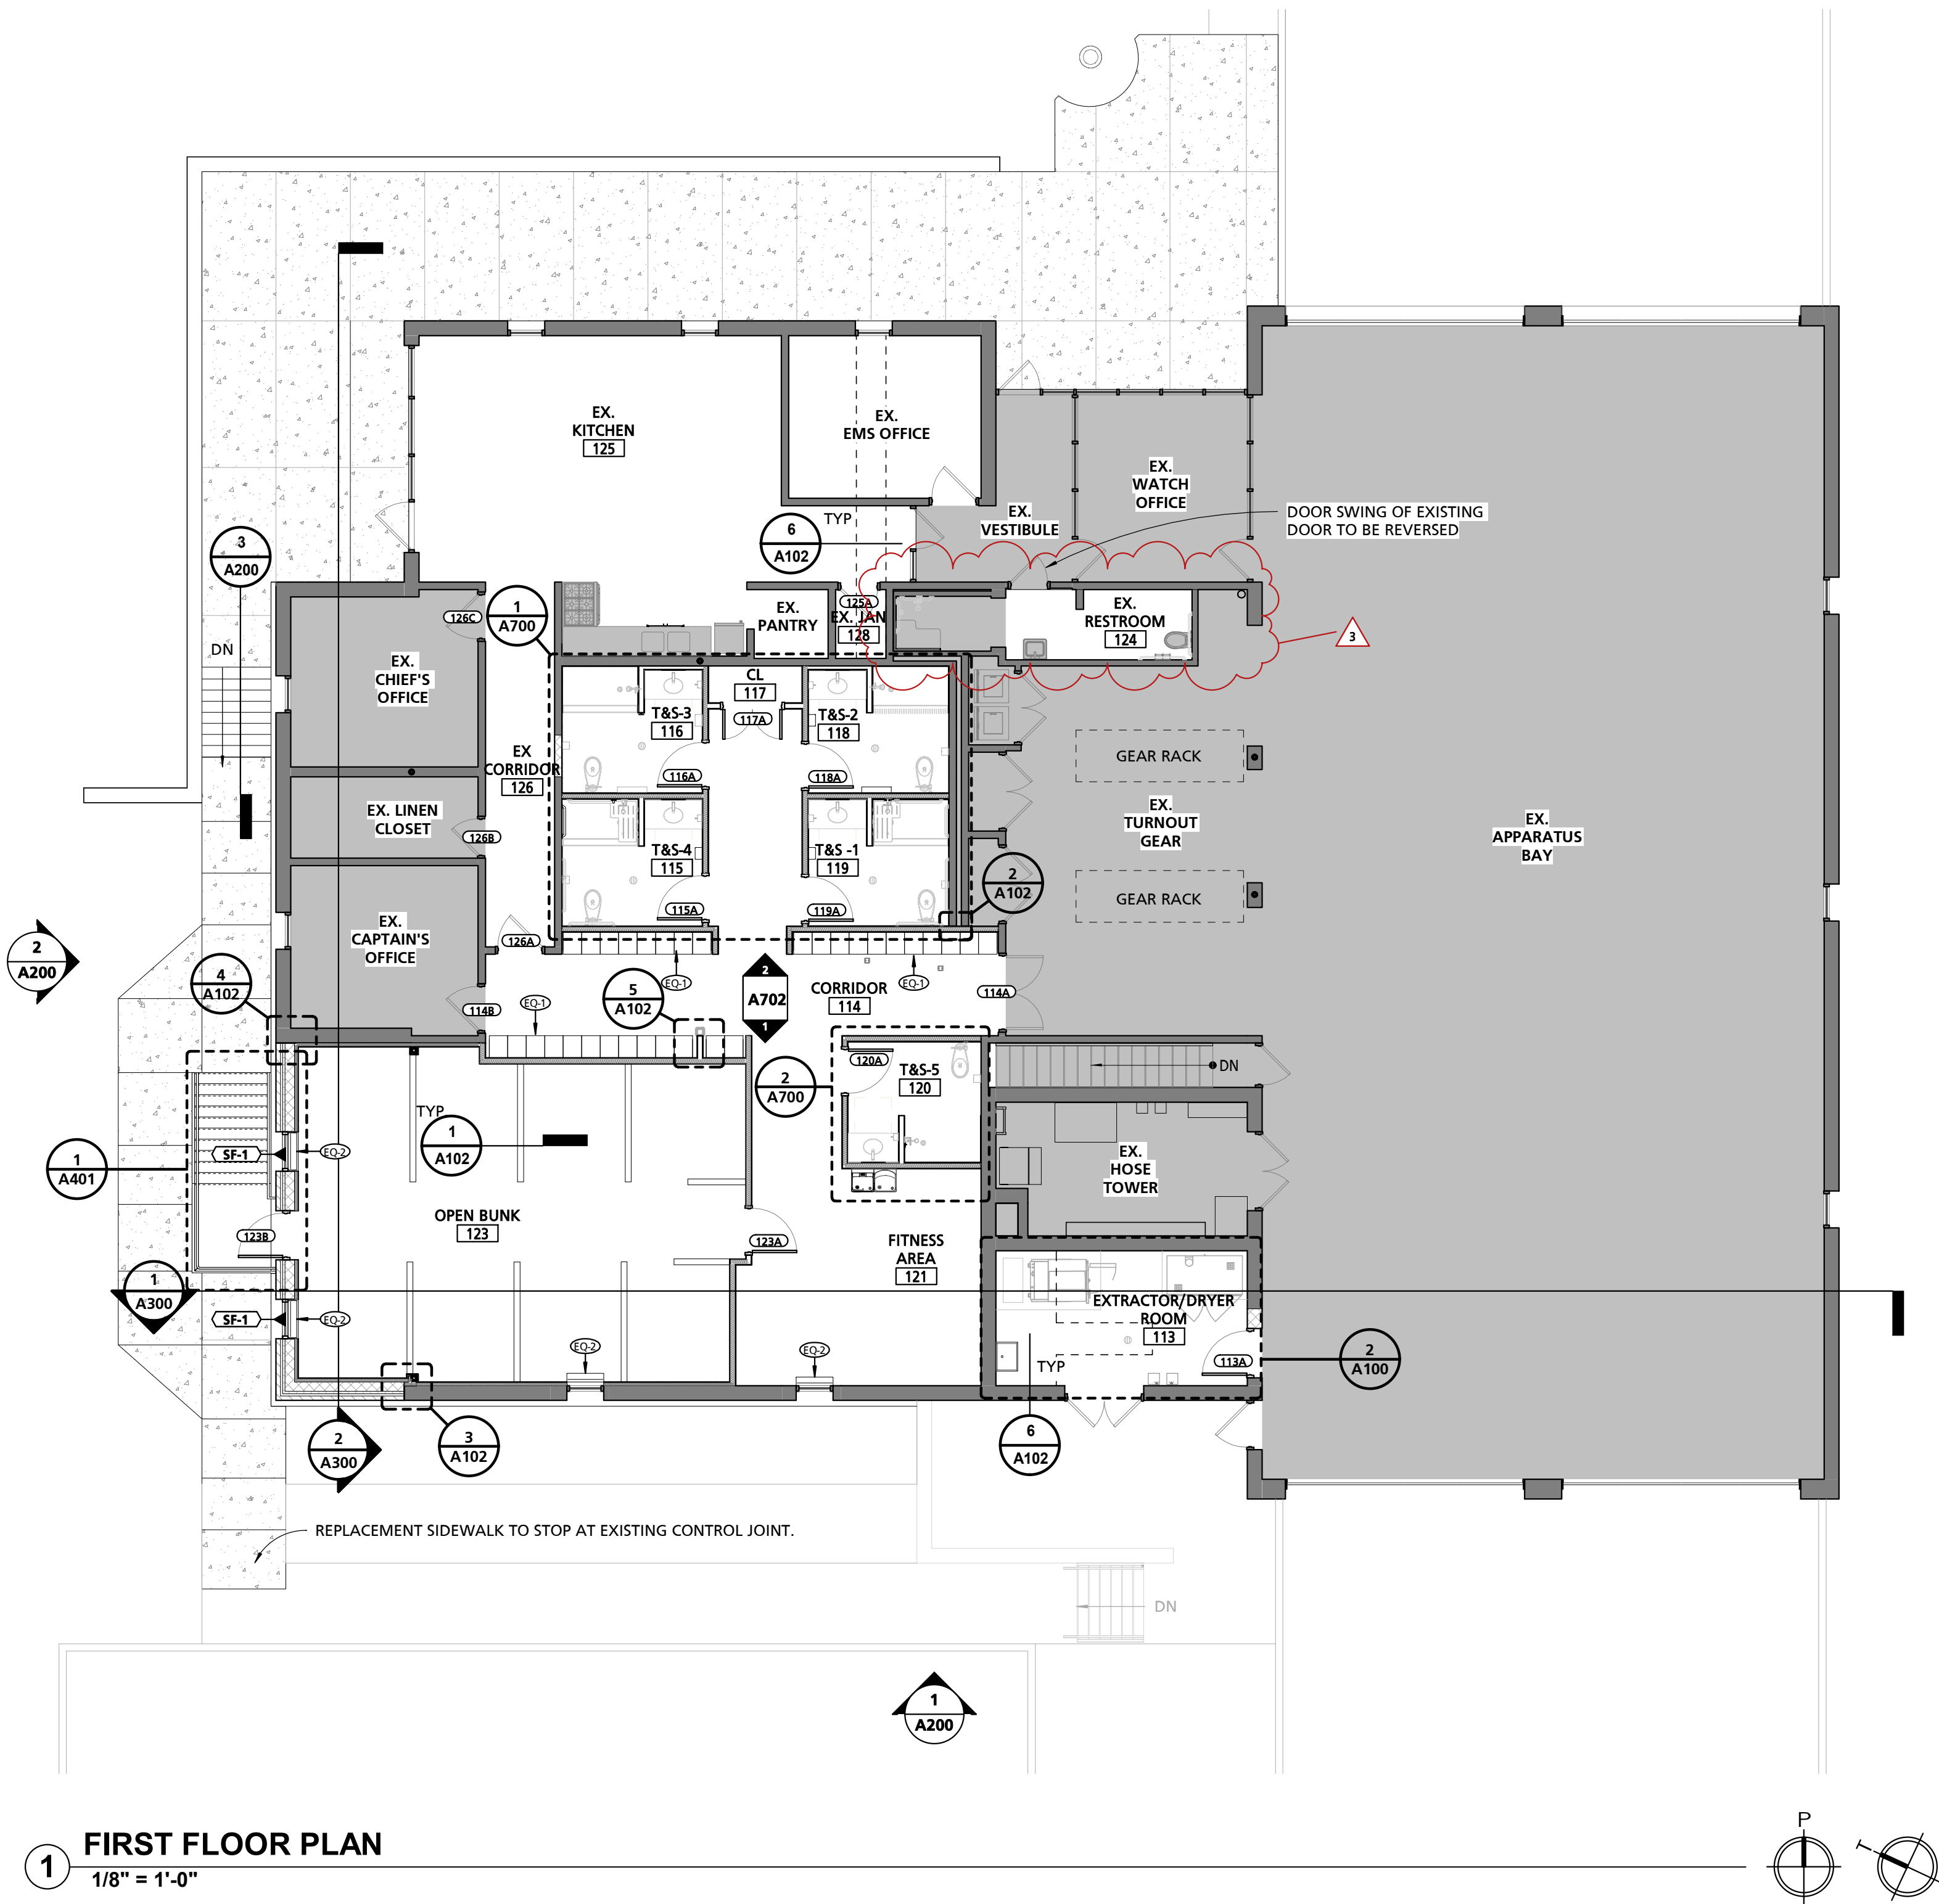 EX.
KITCHEN
125
EX.
EMS OFFICE
EX.
WATCH
OFFICE
EX.
VESTIBULE
DOOR SWING OF EXISTING
DOOR TO BE REVERSED
6
A102
TYP
3
A200
1
A700
126C
125A
EX.
PANTRY
EX. JAN
128
EX.
RESTROOM
124
3
DN
EX.
CHIEF'S
OFFICE
CL
117
117A
T&S-3
116
T&S-2
118
116A
118A
EX
CORRIDOR
126
GEAR RACK
EX. LINEN
CLOSET
126B
EX.
TURNOUT
GEAR
EX.
APPARATUS
BAY
T&S-4
115
T&S -1
119
2
A102
GEAR RACK
115A
119A
EX.
CAPTAIN'S
OFFICE
126A
2
A200
4
A102
5
A102
EQ-1
EQ-1
EQ-1
2
A702
1
CORRIDOR
114
114A
114B
120A
T&S-5
120
2
A700
DN
TYP
1
A102
1
A401
SF-1
EQ-2
EX.
HOSE
TOWER
OPEN BUNK
123
123B
123A
FITNESS
AREA
121
1
A300
SF-1
EQ-2
EXTRACTOR/DRYER
ROOM
113
113A
TYP
EQ-2
EQ-2
2
A100
2
A300
3
A102
6
A102
REPLACEMENT SIDEWALK TO STOP AT EXISTING CONTROL JOINT.
DN
1
A200
1
FIRST FLOOR PLAN
1/8" = 1'-0"
P
T